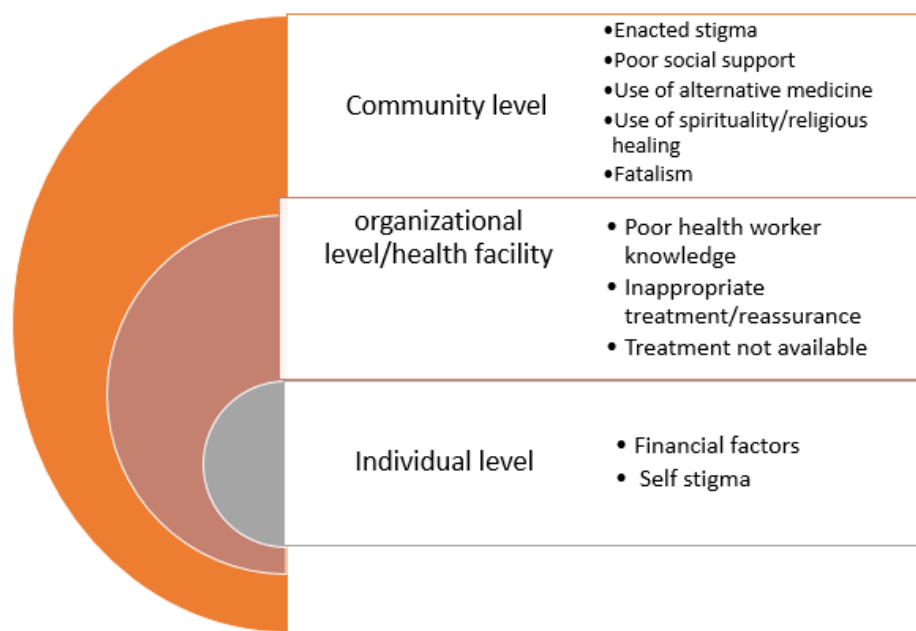 Community level
•Enacted stigma
•Poor social support
•Use of alternative medicine
•Use of spirituality/religious
healing
•Fatalism
organizational
level/health facility
• Poor health worker
knowledge
• Inappropriate
treatment/reassurance
• Treatment not available
Individual level
• Financial factors
• Self stigma